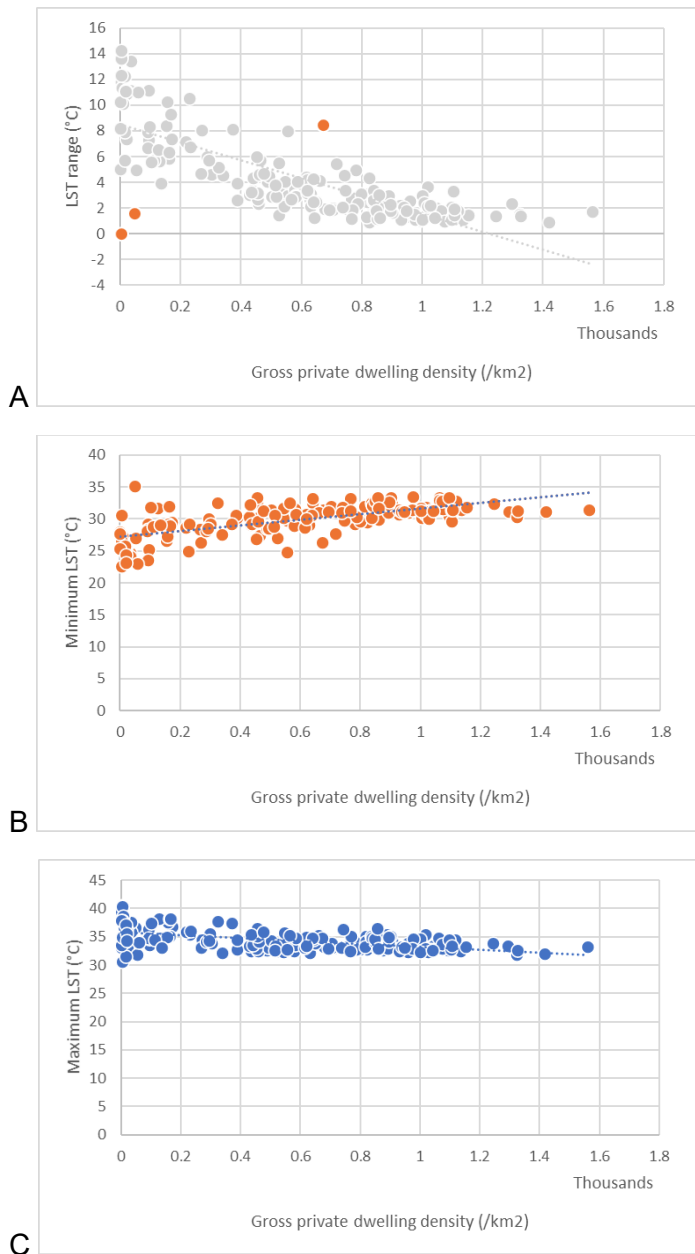 16
14
12
10
8
6
4
2
0
-2
-4
LST range (°C)
0 0.2 0.4 0.6 0.8 1 1.2 1.4 1.6 1.8
Thousands
Gross private dwelling density (/km2)
A
40
35
30
25
20
15
10
5
0
Minimum LST (°C)
0 0.2 0.4 0.6 0.8 1 1.2 1.4 1.6 1.8
Thousands
Gross private dwelling density (/km2)
B
45
40
35
30
25
20
15
10
5
0
Maximum LST (°C)
0 0.2 0.4 0.6 0.8 1 1.2 1.4 1.6 1.8
Thousands
Gross private dwelling density (/km2)
C